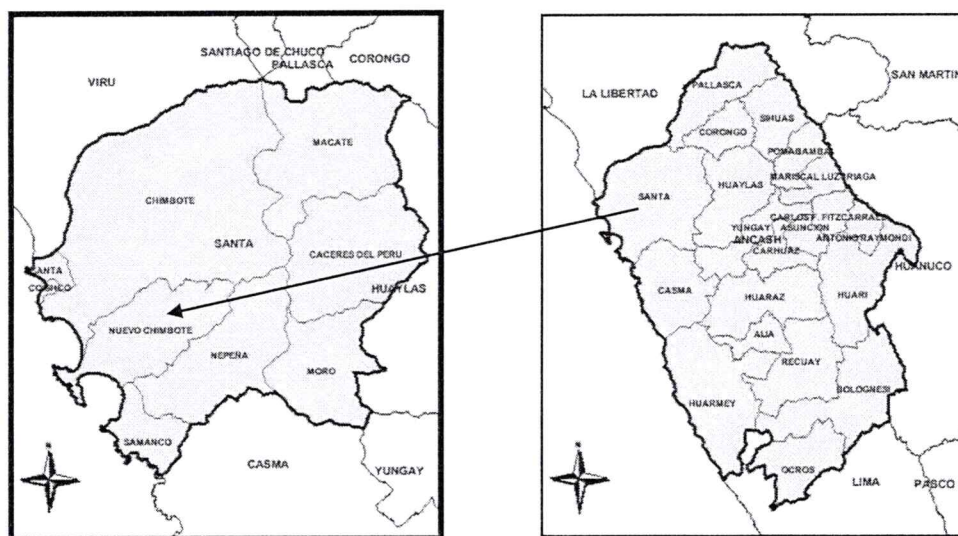 SANTIAGO DE CHUCO
PALLASCA
CORONGO
VIRU
MACATE
CHIMBOTE
SANTA
CACERES DEL PERU
SANTA
HUAYLAS
NUEVO CHIMBOTE
NEPEÑA
MORO
SAMANCO
N
CASMA
YUNGAY
SAN MARTIN
LA LIBERTAD
PALLASCA
SIHUAS
CORONGO
POMABAMBA
MARISCAL LUZURIAGA
HUAYLAS
SANTA
CARLOS F. FITZCARRALD
YUNGAY
ASUNCION
ANCASH
ANTONIO RAYMONDI
CARHUAZ
HUANUCO
CASMA
HUARAZ
HUARI
AIJA
RECUAY
BOLOGNESI
HUARMEY
OCROS
N
LIMA
PASCO